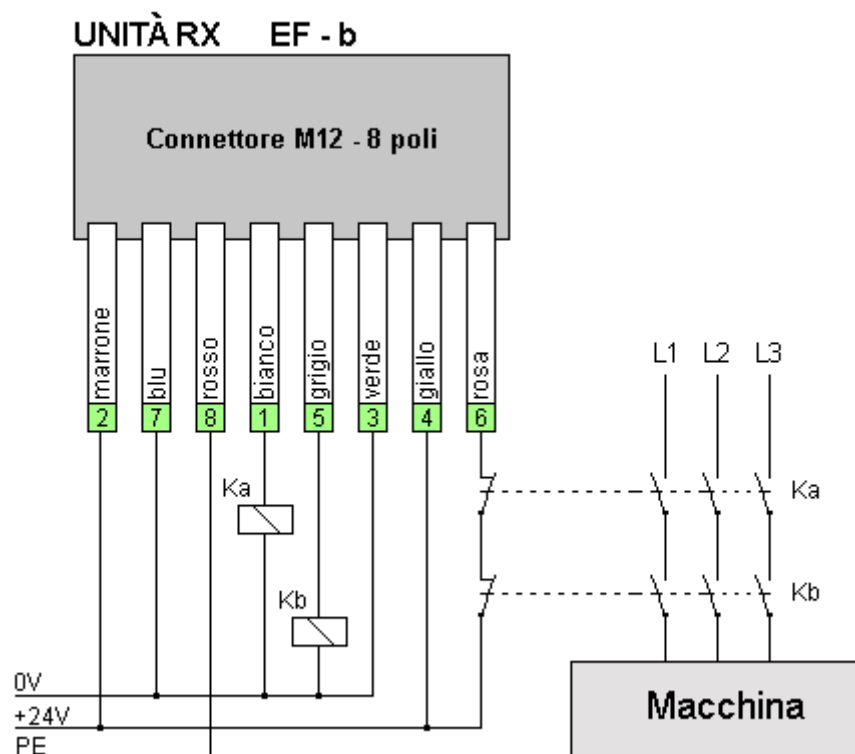 UNITÀ RX EF - b
Connettore M12 - 8 poli
marrone
blu
rosso
bianco
grigio
verde
giallo
rosa
2 7 8 1 5 3 4 6
L1 L2 L3
Ka
Ka
Kb
Kb
0V
+24V
PE
Macchina